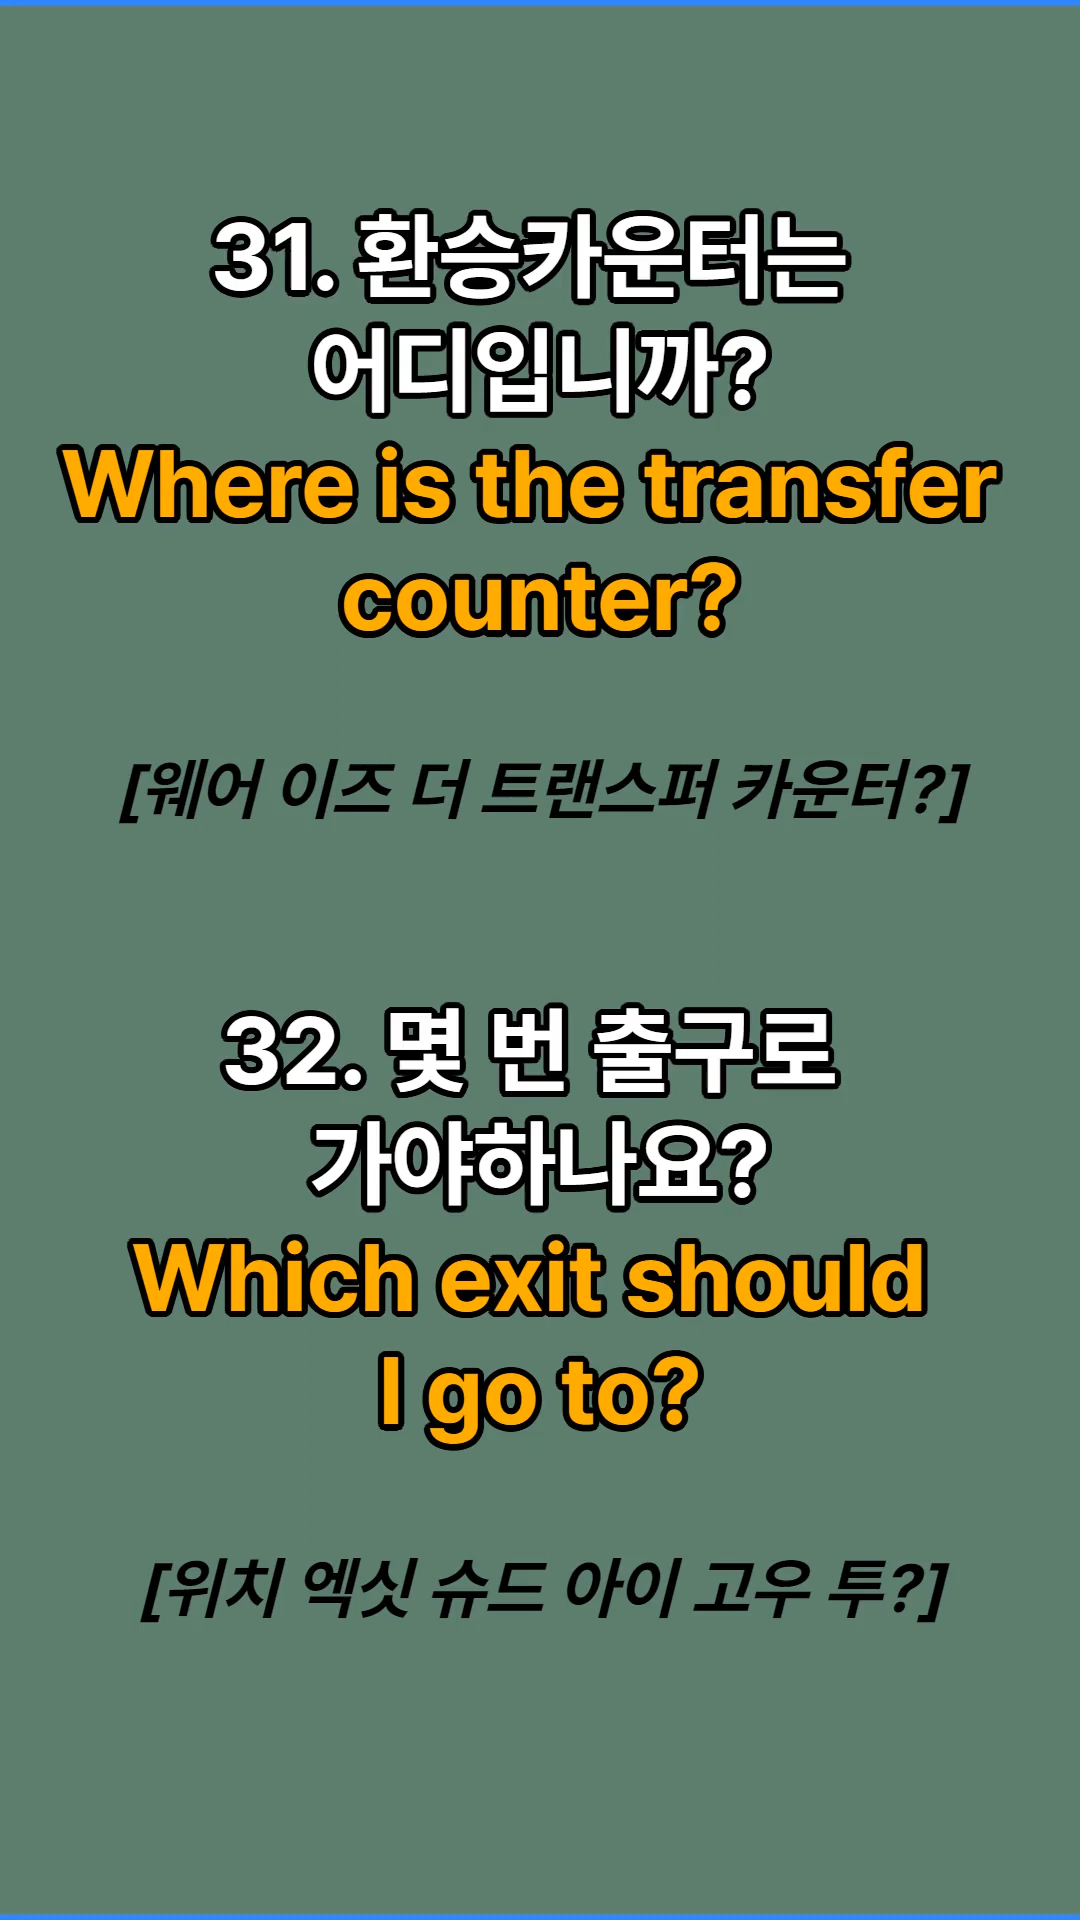 31. 환승카운터는
어디입니까?
Where is the transfer
counter?
[웨어 이즈 더 트랜스퍼 카운터?]
32. 몇 번 출구로
가야하나요?
Which exit should
I go to?
[위치 엑싯 슈드 아이 고우 투?]